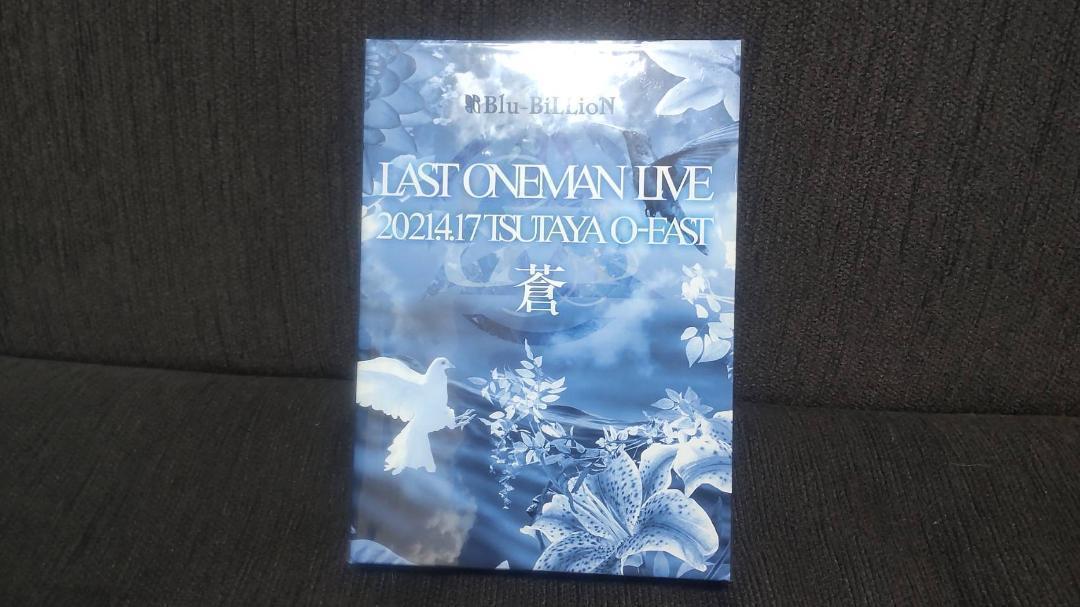 Blu-BiLLioN
LAST ONEMAN LIVE
2021.4.17 TSUTAYA O-EAST
蒼